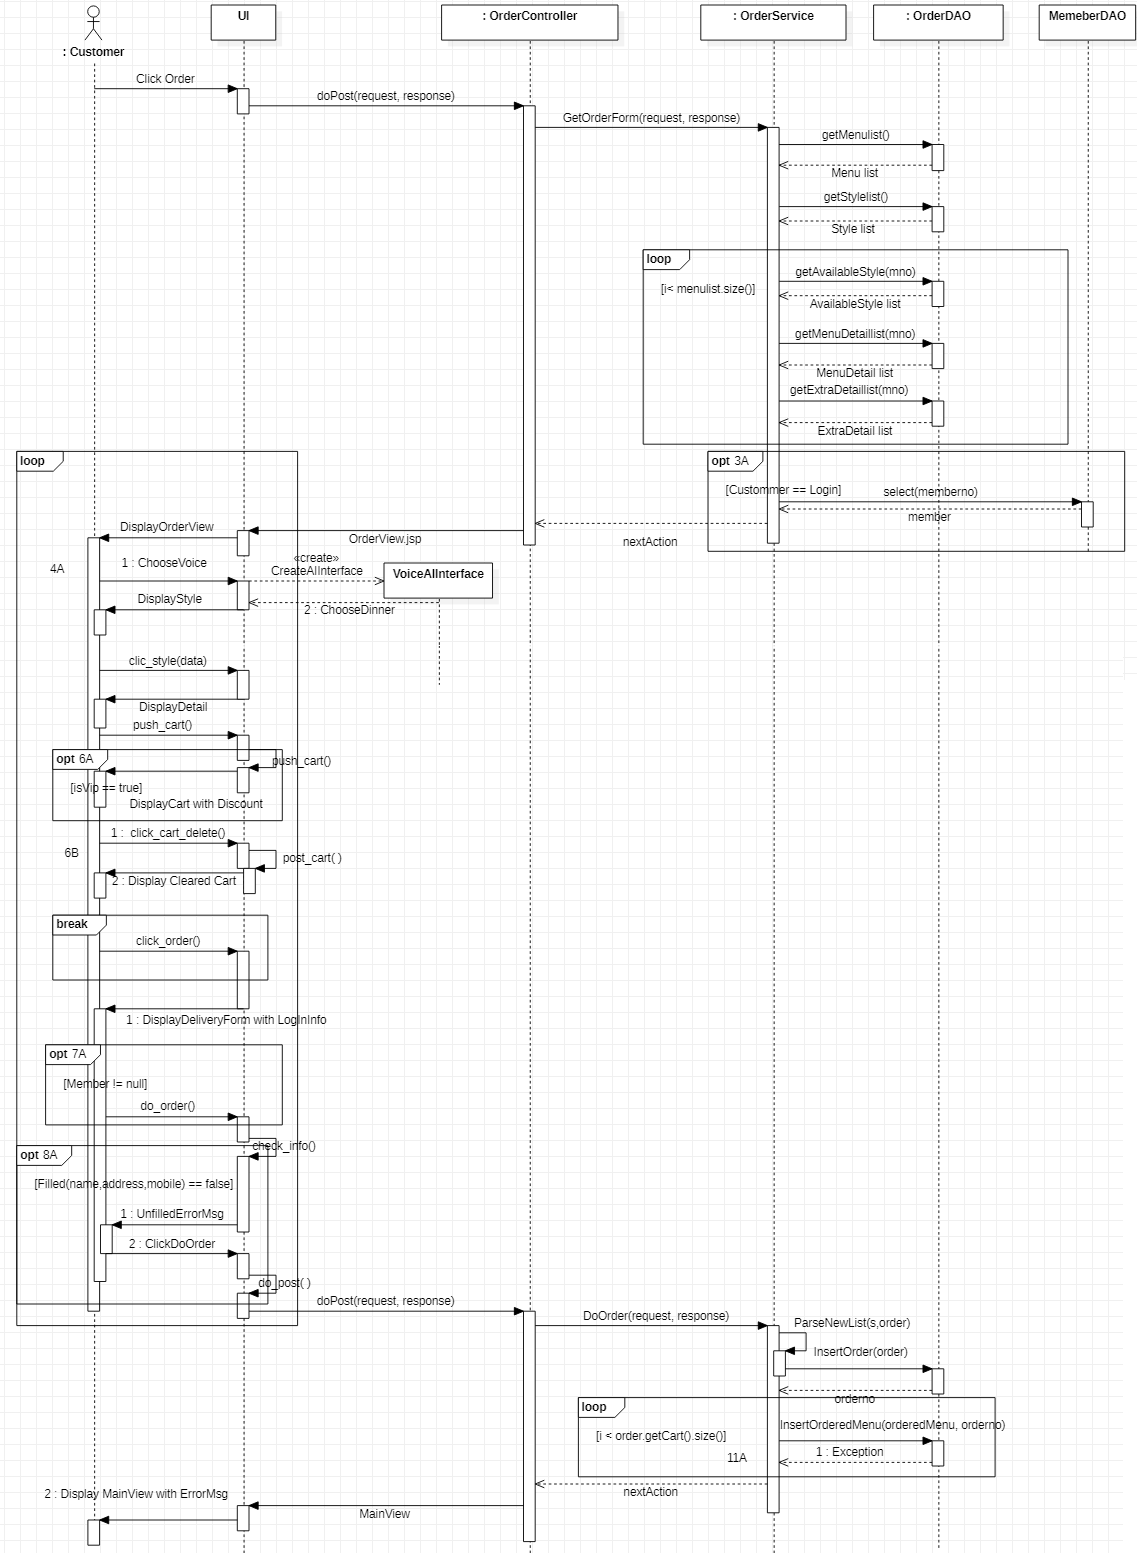 UI
: OrderController
: OrderService
: OrderDAO
MemeberDAO
: Customer
Click Order
doPost(request, response)
GetOrderForm(request, response)
getMenulist()
Menu list
getStylelist()
Style list
loop
[i< menulist.size()]
getAvailableStyle(mno)
AvailableStyle list
getMenuDetaillist(mno)
MenuDetail list
getExtraDetaillist(mno)
ExtraDetail list
loop
opt 3A
[Custommer == Login]
select(memberno)
member
DisplayOrderView
OrderView.jsp
nextAction
4A
1 : ChooseVoice
«create»
CreateAIInterface
VoiceAIInterface
DisplayStyle
2 : ChooseDinner
clic_style(data)
DisplayDetail
push_cart()
opt 6A
push_cart()
[isVip == true]
DisplayCart with Discount
1 : click_cart_delete()
6B
post_cart( )
2 : Display Cleared Cart
break
click_order()
1 : DisplayDeliveryForm with LogInInfo
opt 7A
[Member != null]
do_order()
check_info()
opt 8A
[Filled(name,address,mobile) == false]
1 : UnfilledErrorMsg
2 : ClickDoOrder
do_post( )
doPost(request, response)
DoOrder(request, response)
ParseNewList(s,order)
InsertOrder(order)
orderno
loop
[i < order.getCart().size()]
InsertOrderedMenu(orderedMenu, orderno)
11A
1 : Exception
nextAction
2 : Display MainView with ErrorMsg
MainView